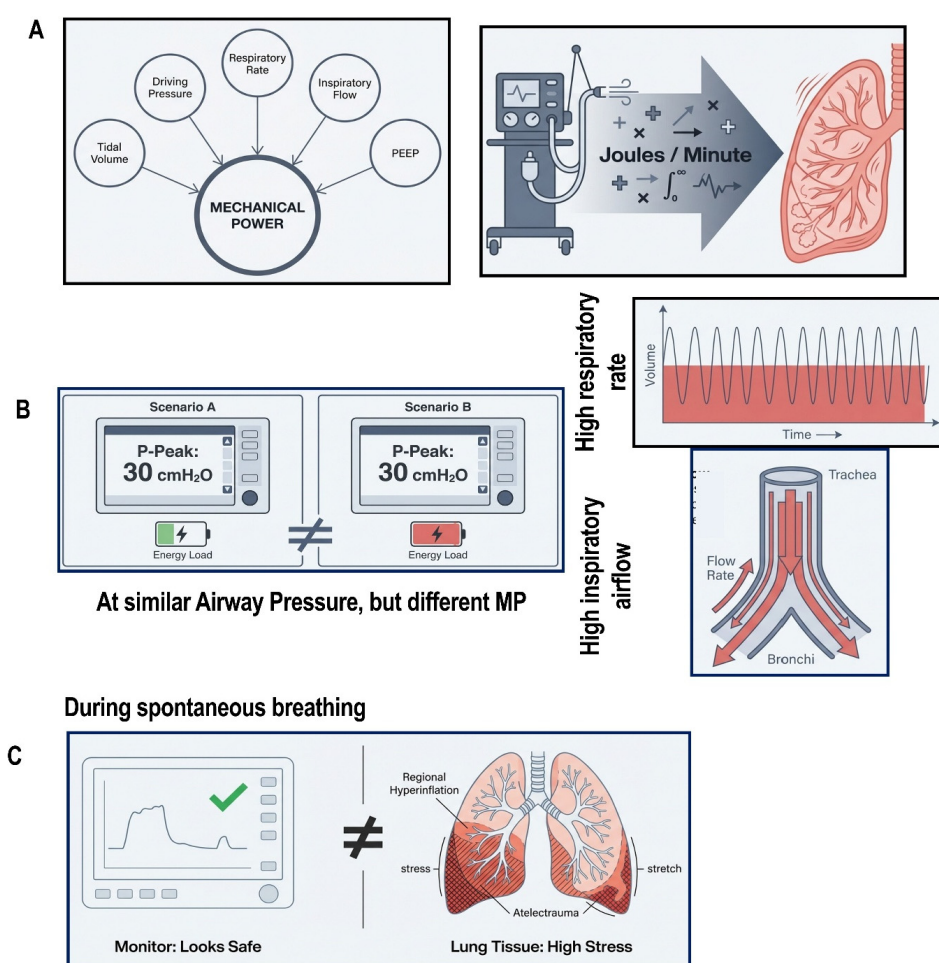 A
Tidal
Volume
Driving
Pressure
Respiratory
Rate
Inspiratory
Flow
PEEP
MECHANICAL
POWER
Joules / Minute
∫₀^∞
B
Scenario A
P-Peak:
30 cmH₂O
Energy Load
≠
Scenario B
P-Peak:
30 cmH₂O
Energy Load
At similar Airway Pressure, but different MP
High respiratory
rate
Volume
Time
High inspiratory
airflow
Trachea
Flow
Rate
Bronchi
During spontaneous breathing
C
Monitor: Looks Safe
≠
Regional
Hyperinflation
stress
stretch
Atelectrauma
Lung Tissue: High Stress